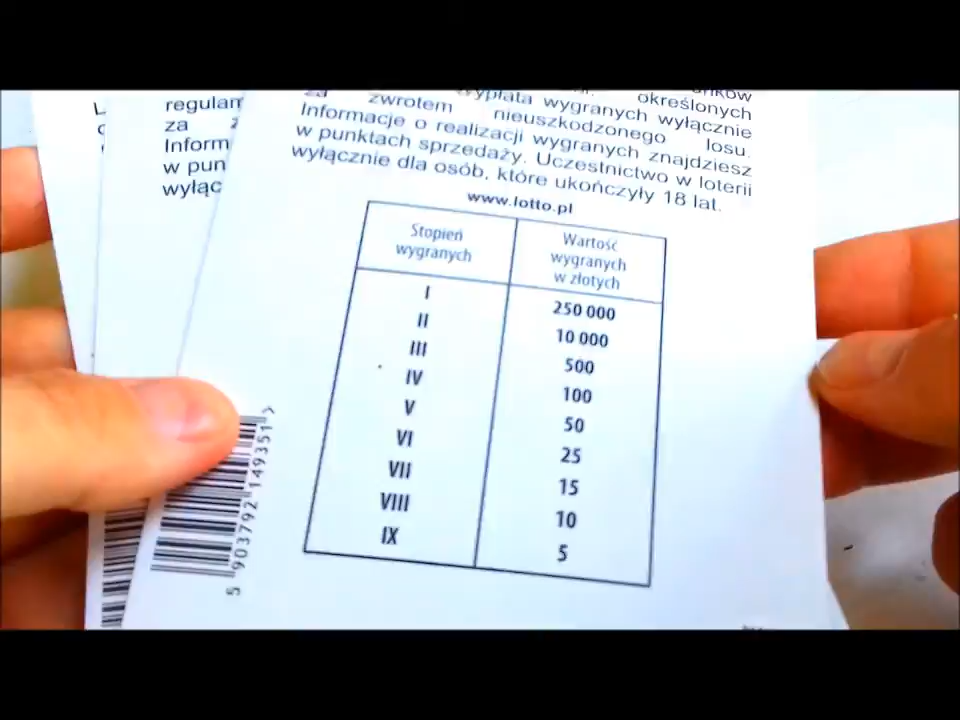 L
regulam
za
Inform
w pun
wyłąc
określonych
wypłata wygranych wyłącznie
za zwrotem nieuszkodzonego losu.
Informacje o realizacji wygranych znajdziesz
w punktach sprzedaży. Uczestnictwo w loterii
wyłącznie dla osób, które ukończyły 18 lat.
www.lotto.pl
Stopień
wygranych
Wartość
wygranych
w złotych
I 250 000
II 10 000
III 500
IV 100
V 50
VI 25
VII 15
VIII 10
IX 5
5 903792 149351 >